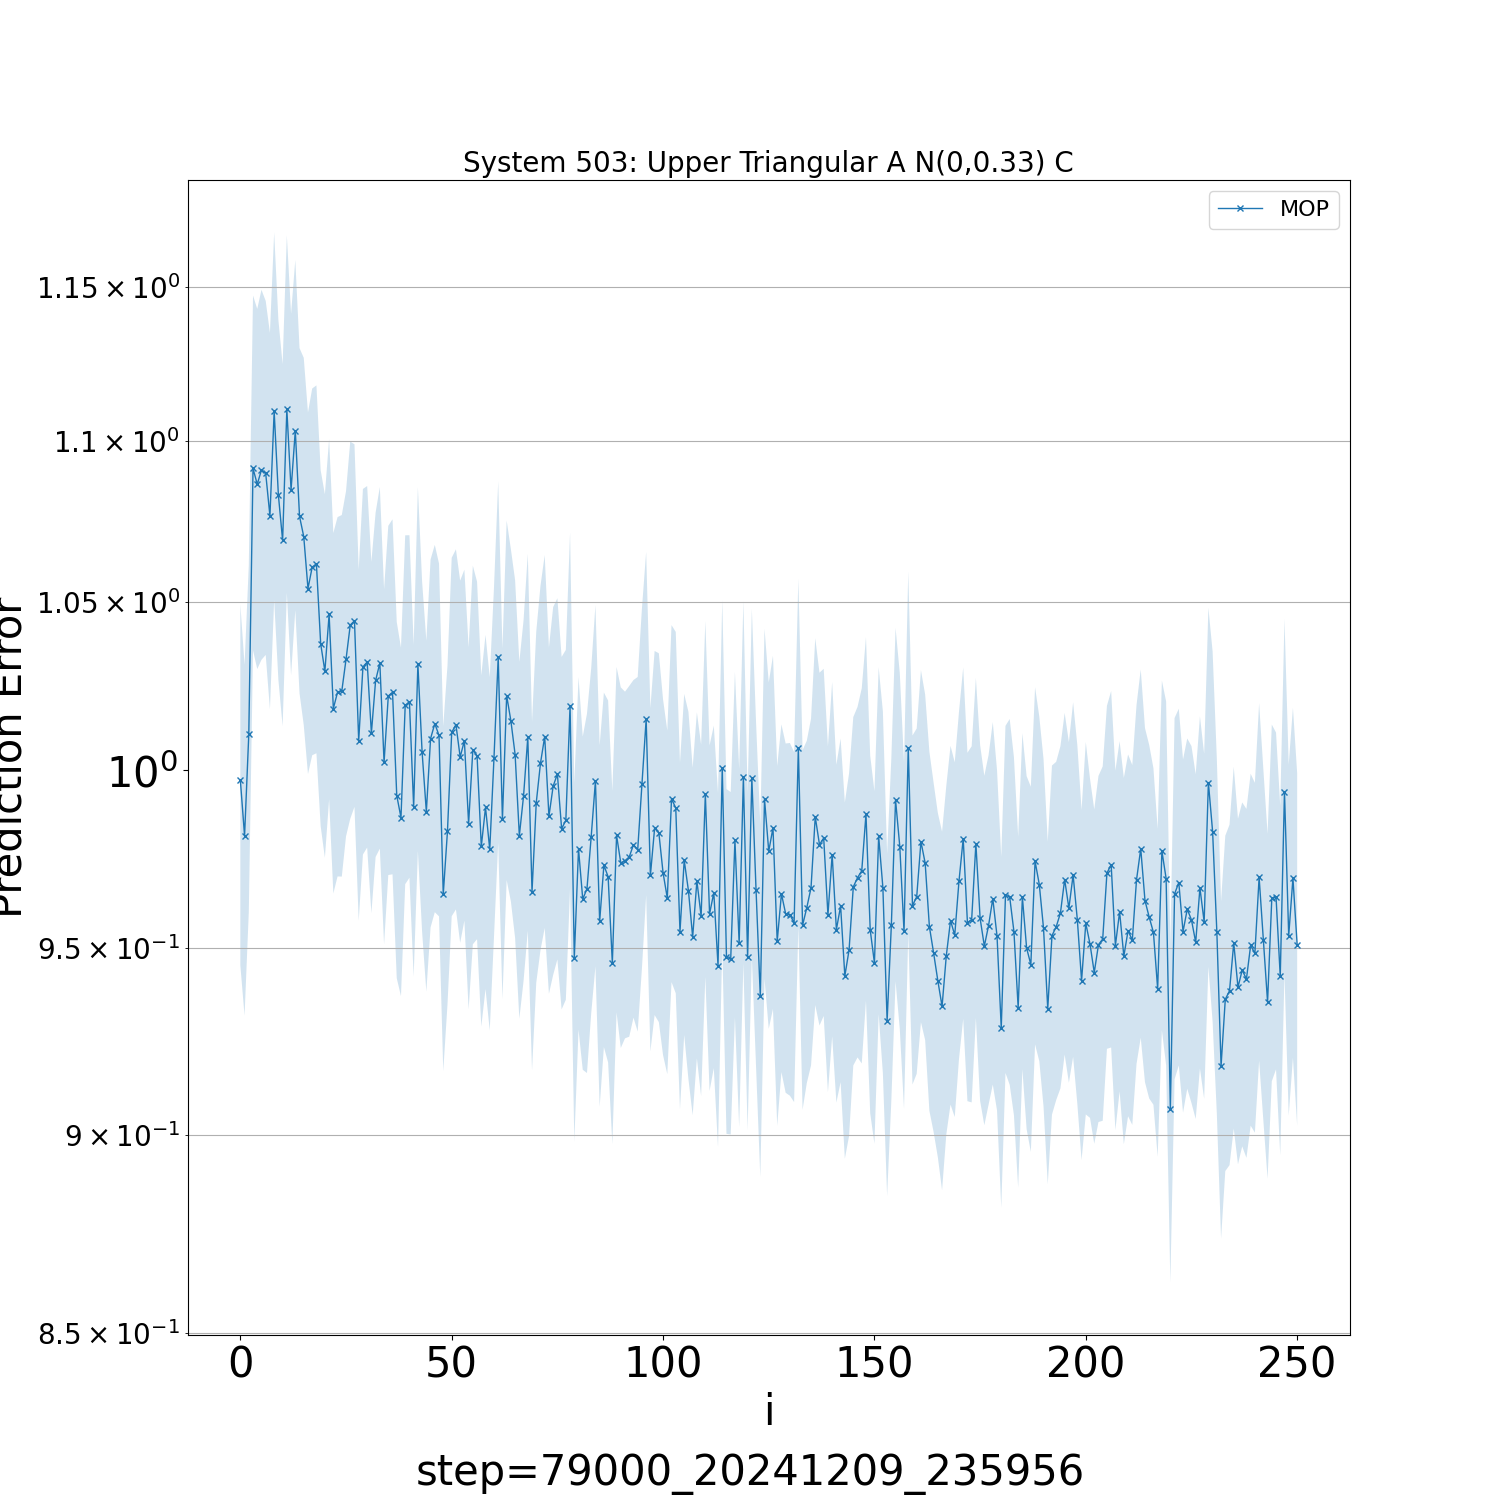 System 503: Upper Triangular A N(0,0.33) C
MOP
1.15 × 10⁰
1.1 × 10⁰
1.05 × 10⁰
10⁰
9.5 × 10⁻¹
9 × 10⁻¹
8.5 × 10⁻¹
Prediction Error
0 50 100 150 200 250
i
step=79000_20241209_235956